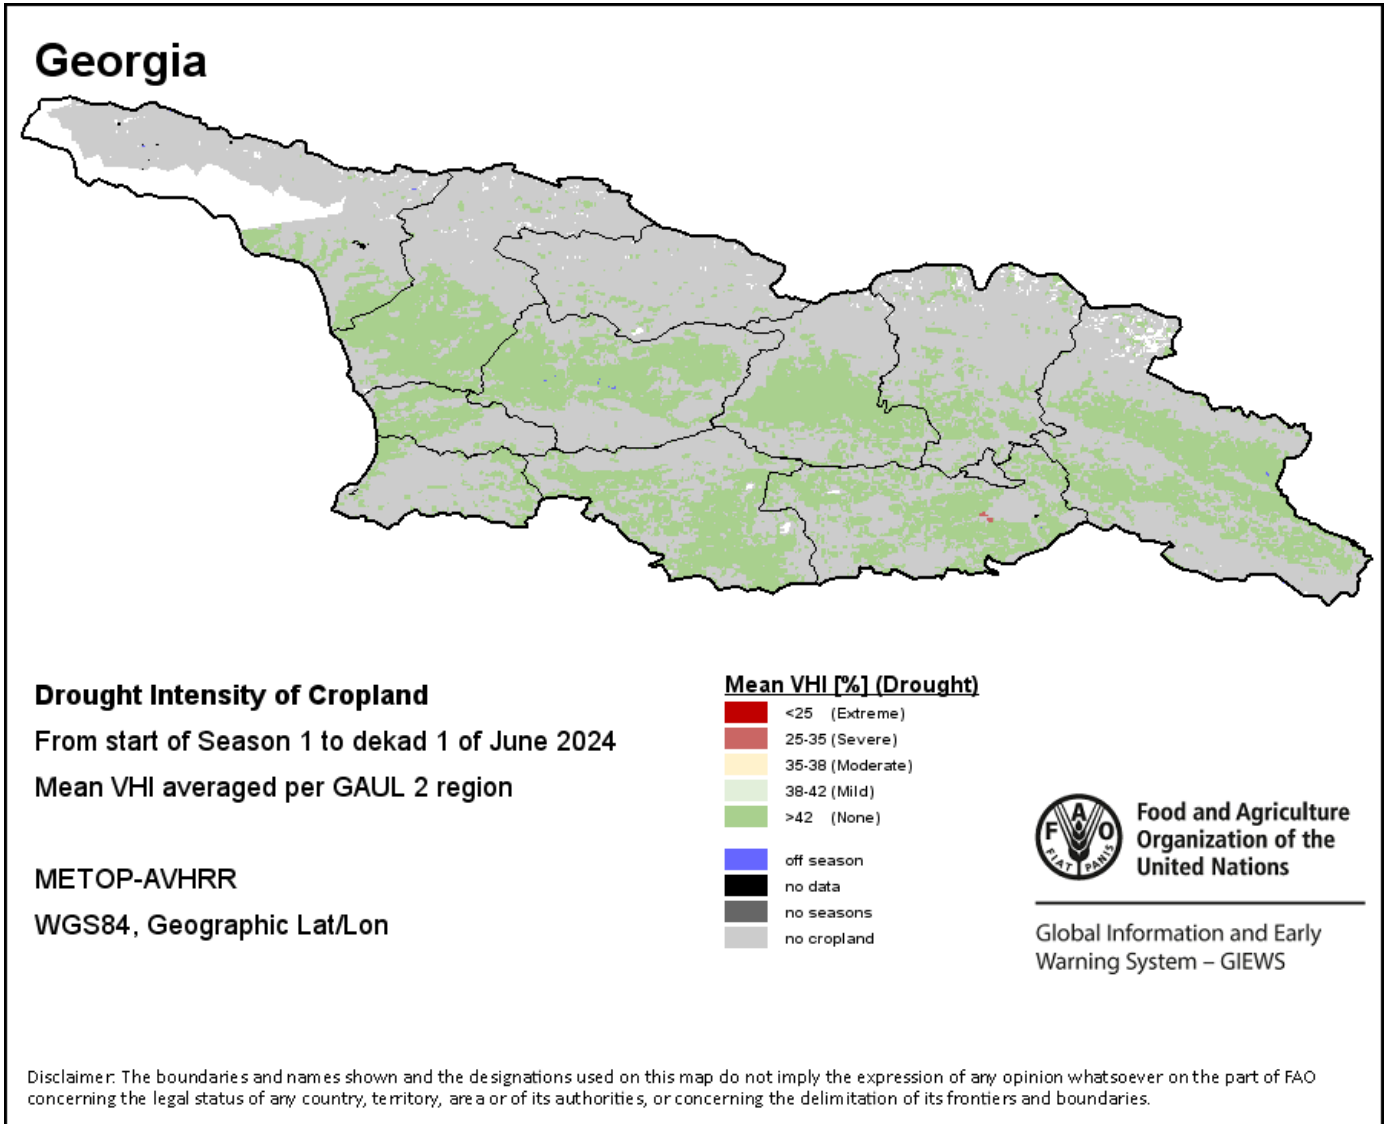 Georgia
Drought Intensity of Cropland
From start of Season 1 to dekad 1 of June 2024
Mean VHI averaged per GAUL 2 region
METOP-AVHRR
WGS84, Geographic Lat/Lon
Mean VHI [%] (Drought)
<25 (Extreme)
25-35 (Severe)
35-38 (Moderate)
38-42 (Mild)
>42 (None)
off season
no data
no seasons
no cropland
F A O
FIAT PANIS
Food and Agriculture
Organization of the
United Nations
Global Information and Early
Warning System – GIEWS
Disclaimer: The boundaries and names shown and the designations used on this map do not imply the expression of any opinion whatsoever on the part of FAO
concerning the legal status of any country, territory, area or of its authorities, or concerning the delimitation of its frontiers and boundaries.